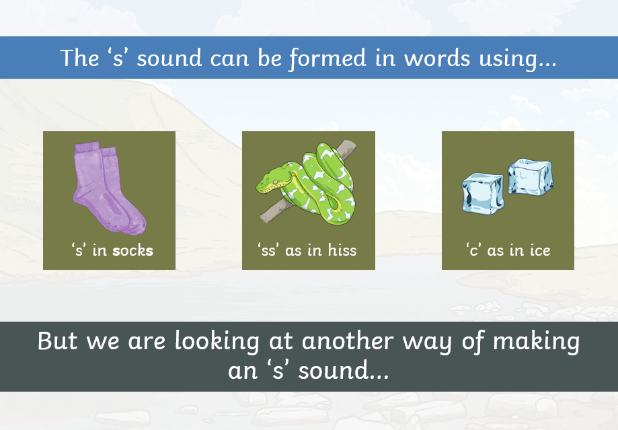 The ‘s’ sound can be formed in words using...
‘s’ in socks
‘ss’ as in hiss
‘c’ as in ice
But we are looking at another way of making
an ‘s’ sound...